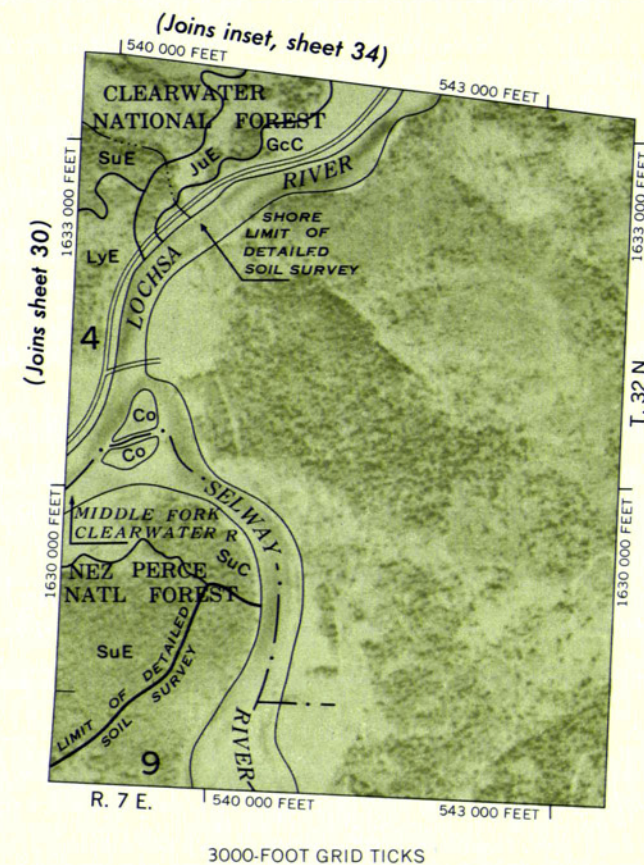 (Joins inset, sheet 34)
540 000 FEET
543 000 FEET
CLEARWATER
NATIONAL FOREST
GcC
SuE
JuE
RIVER
1633 000 FEET
1633 000 FEET
SHORE
LIMIT OF
DETAILED
SOIL SURVEY
LyE
LOCHSA
(Joins sheet 30)
4
T. 32 N
Co
Co
SELWAY
MIDDLE FORK
CLEARWATER R
SuC
1630 000 FEET
1630 000 FEET
NEZ PERCE
NATL FOREST
SuE
LIMIT OF DETAILED
SOIL SURVEY
RIVER
9
R. 7 E.
540 000 FEET
543 000 FEET
3000-FOOT GRID TICKS